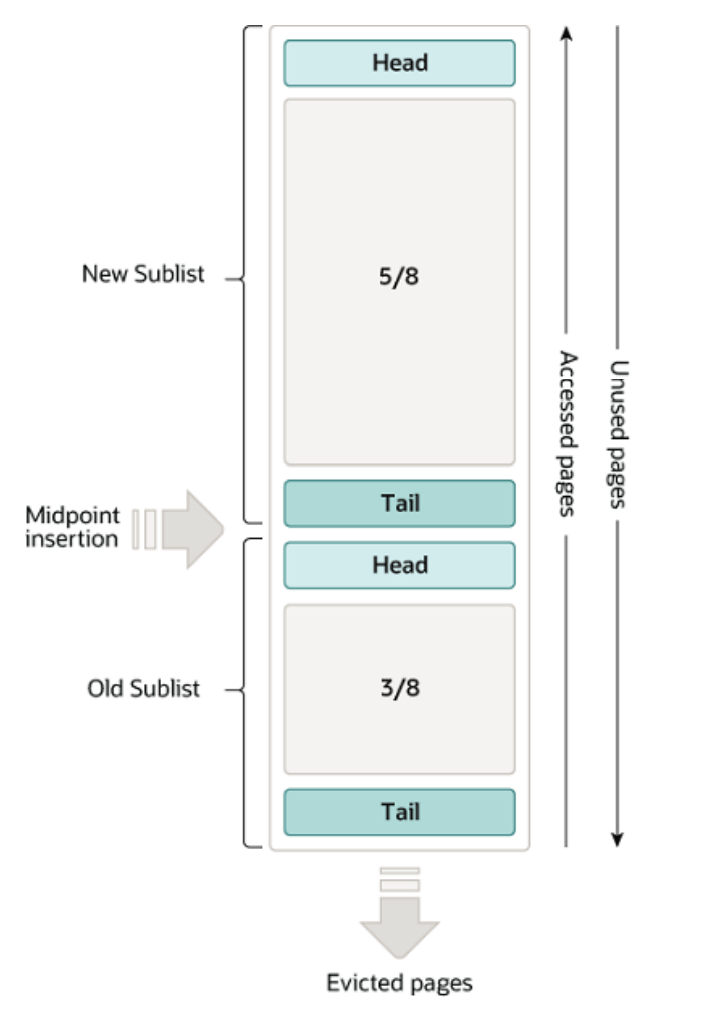 Head
5/8
New Sublist
Accessed pages
Unused pages
Tail
Midpoint
insertion
Head
Old Sublist
3/8
Tail
Evicted pages